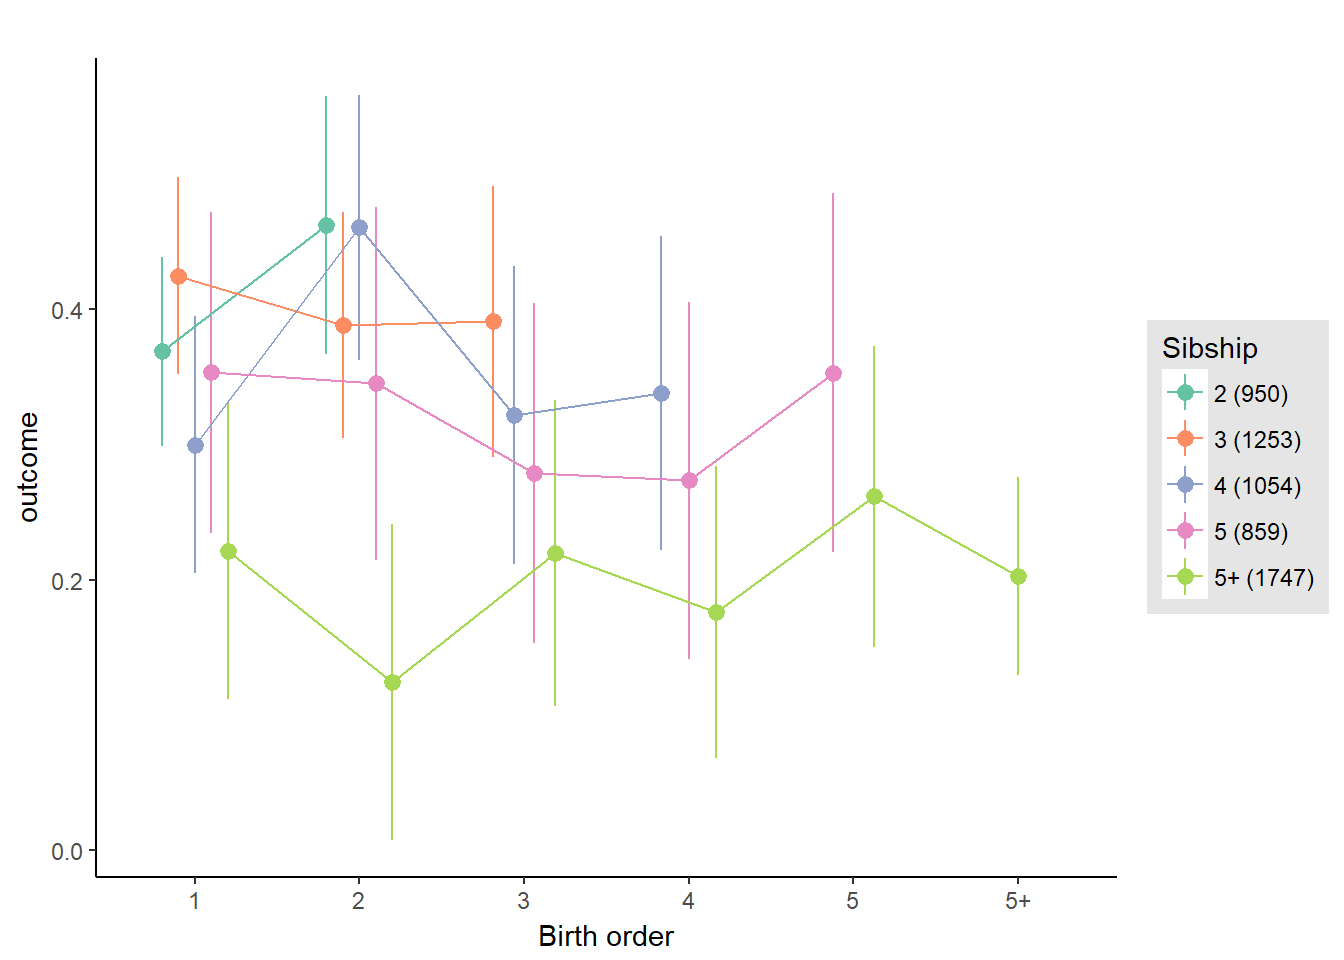 outcome
0.4
0.2
0.0
1 2 3 4 5 5+
Birth order
Sibship
2 (950)
3 (1253)
4 (1054)
5 (859)
5+ (1747)